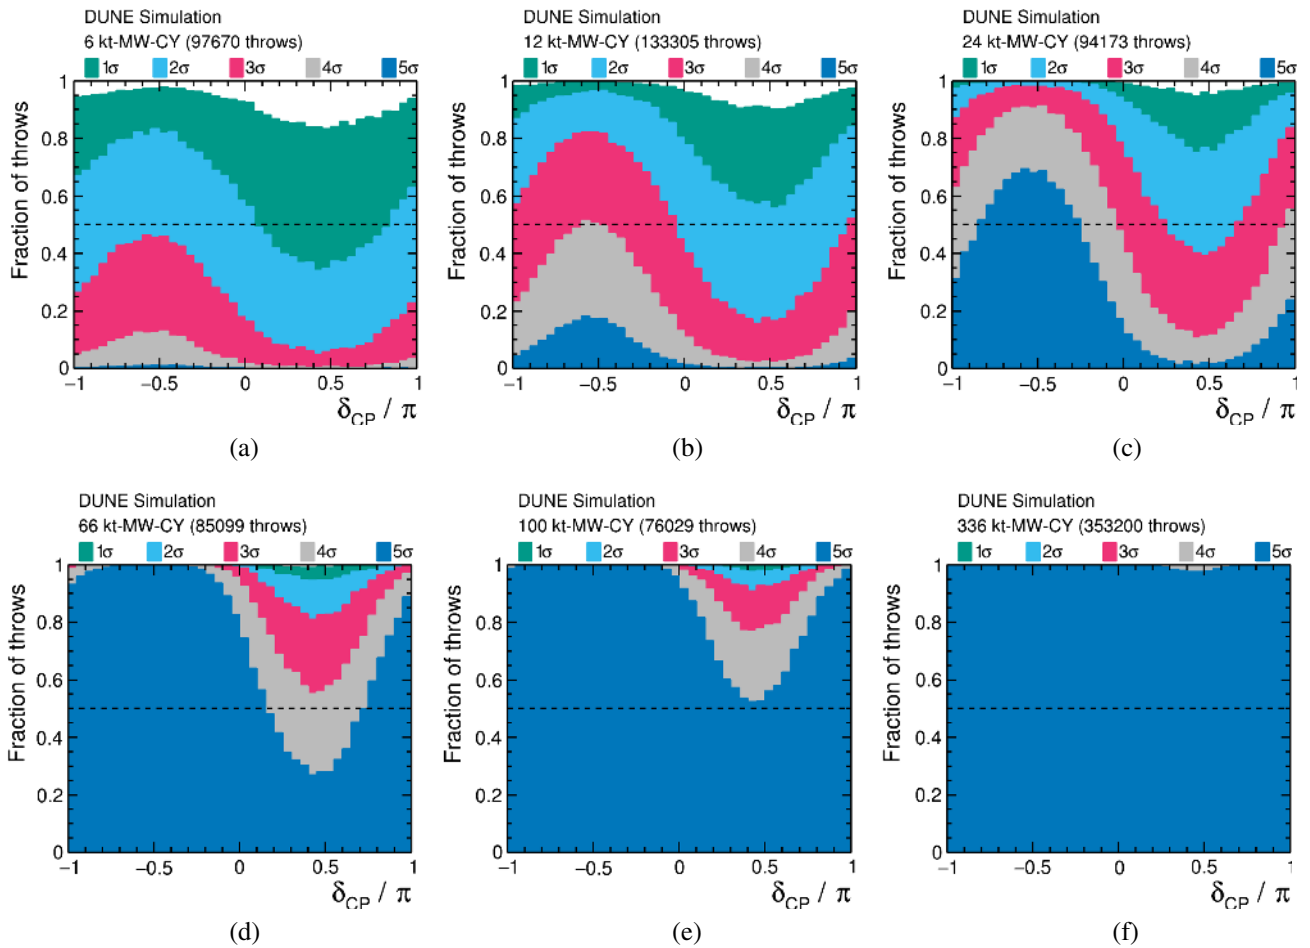 DUNE Simulation
6 kt-MW-CY (97670 throws)
1σ 2σ 3σ 4σ 5σ
Fraction of throws
1
0.8
0.6
0.4
0.2
0
−1 −0.5 0 0.5 1
δCP / π
(a)
DUNE Simulation
12 kt-MW-CY (133305 throws)
1σ 2σ 3σ 4σ 5σ
Fraction of throws
1
0.8
0.6
0.4
0.2
0
−1 −0.5 0 0.5 1
δCP / π
(b)
DUNE Simulation
24 kt-MW-CY (94173 throws)
1σ 2σ 3σ 4σ 5σ
Fraction of throws
1
0.8
0.6
0.4
0.2
0
−1 −0.5 0 0.5 1
δCP / π
(c)
DUNE Simulation
66 kt-MW-CY (85099 throws)
1σ 2σ 3σ 4σ 5σ
Fraction of throws
1
0.8
0.6
0.4
0.2
0
−1 −0.5 0 0.5 1
δCP / π
(d)
DUNE Simulation
100 kt-MW-CY (76029 throws)
1σ 2σ 3σ 4σ 5σ
Fraction of throws
1
0.8
0.6
0.4
0.2
0
−1 −0.5 0 0.5 1
δCP / π
(e)
DUNE Simulation
336 kt-MW-CY (353200 throws)
1σ 2σ 3σ 4σ 5σ
Fraction of throws
1
0.8
0.6
0.4
0.2
0
−1 −0.5 0 0.5 1
δCP / π
(f)